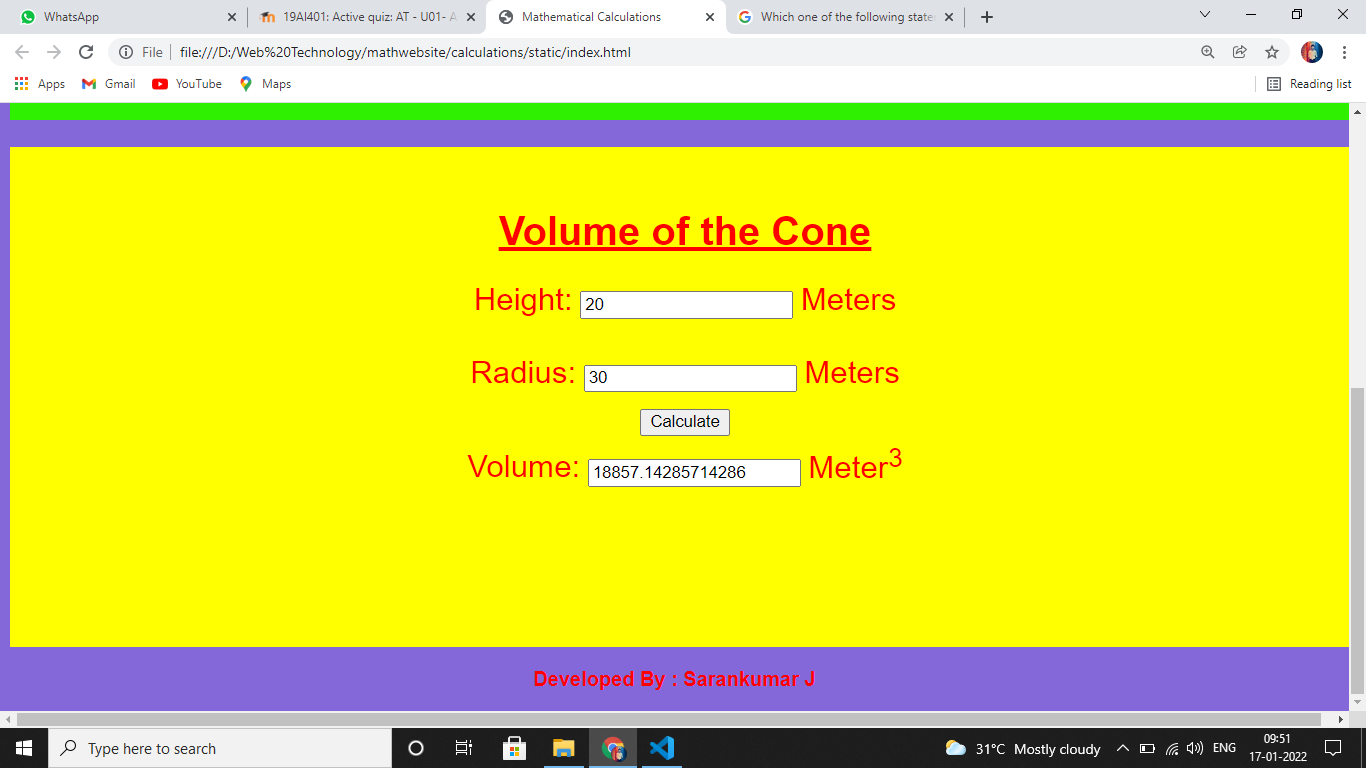 WhatsApp
19AI401: Active quiz: AT - U01- A
Mathematical Calculations
Which one of the following state
File
file:///D:/Web%20Technology/mathwebsite/calculations/static/index.html
Apps
Gmail
YouTube
Maps
Reading list
Volume of the Cone
Height: 20 Meters
Radius: 30 Meters
Calculate
Volume: 18857.14285714286 Meter³
Developed By : Sarankumar J
Type here to search
31°C Mostly cloudy
ENG
09:51
17-01-2022